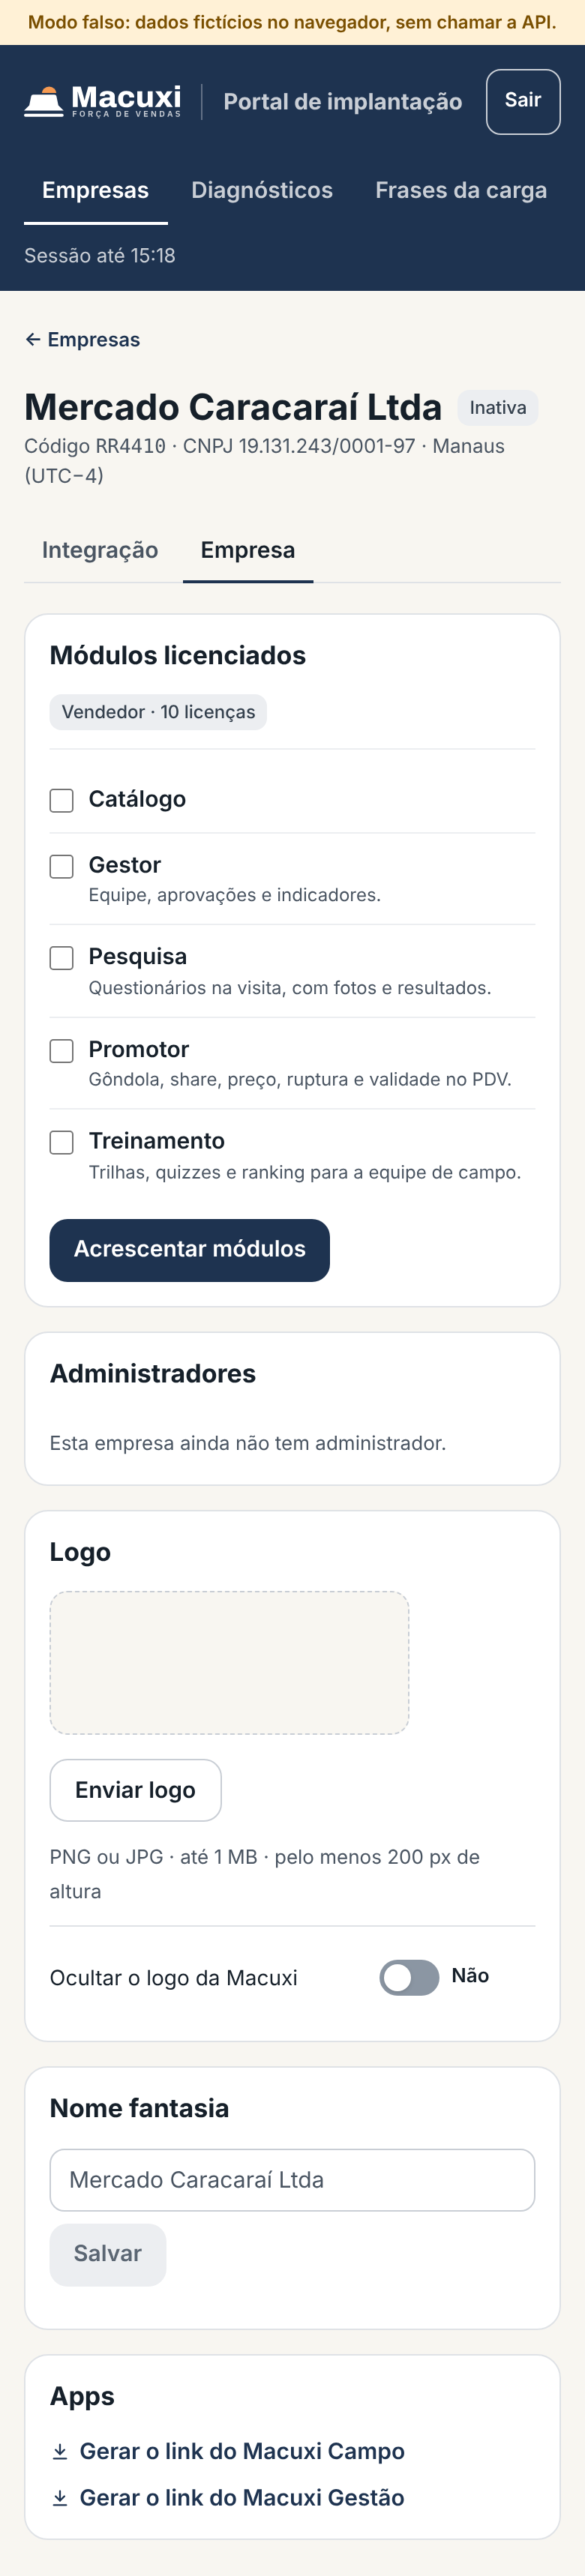 Modo falso: dados fictícios no navegador, sem chamar a API.
Macuxi
FORÇA DE VENDAS
Portal de implantação
Sair
Empresas
Diagnósticos
Frases da carga
Sessão até 15:18
← Empresas
Mercado Caracaraí Ltda
Inativa
Código RR4410 · CNPJ 19.131.243/0001-97 · Manaus
(UTC−4)
Integração
Empresa
Módulos licenciados
Vendedor · 10 licenças
Catálogo
Gestor
Equipe, aprovações e indicadores.
Pesquisa
Questionários na visita, com fotos e resultados.
Promotor
Gôndola, share, preço, ruptura e validade no PDV.
Treinamento
Trilhas, quizzes e ranking para a equipe de campo.
Acrescentar módulos
Administradores
Esta empresa ainda não tem administrador.
Logo
Enviar logo
PNG ou JPG · até 1 MB · pelo menos 200 px de
altura
Ocultar o logo da Macuxi
Não
Nome fantasia
Mercado Caracaraí Ltda
Salvar
Apps
Gerar o link do Macuxi Campo
Gerar o link do Macuxi Gestão